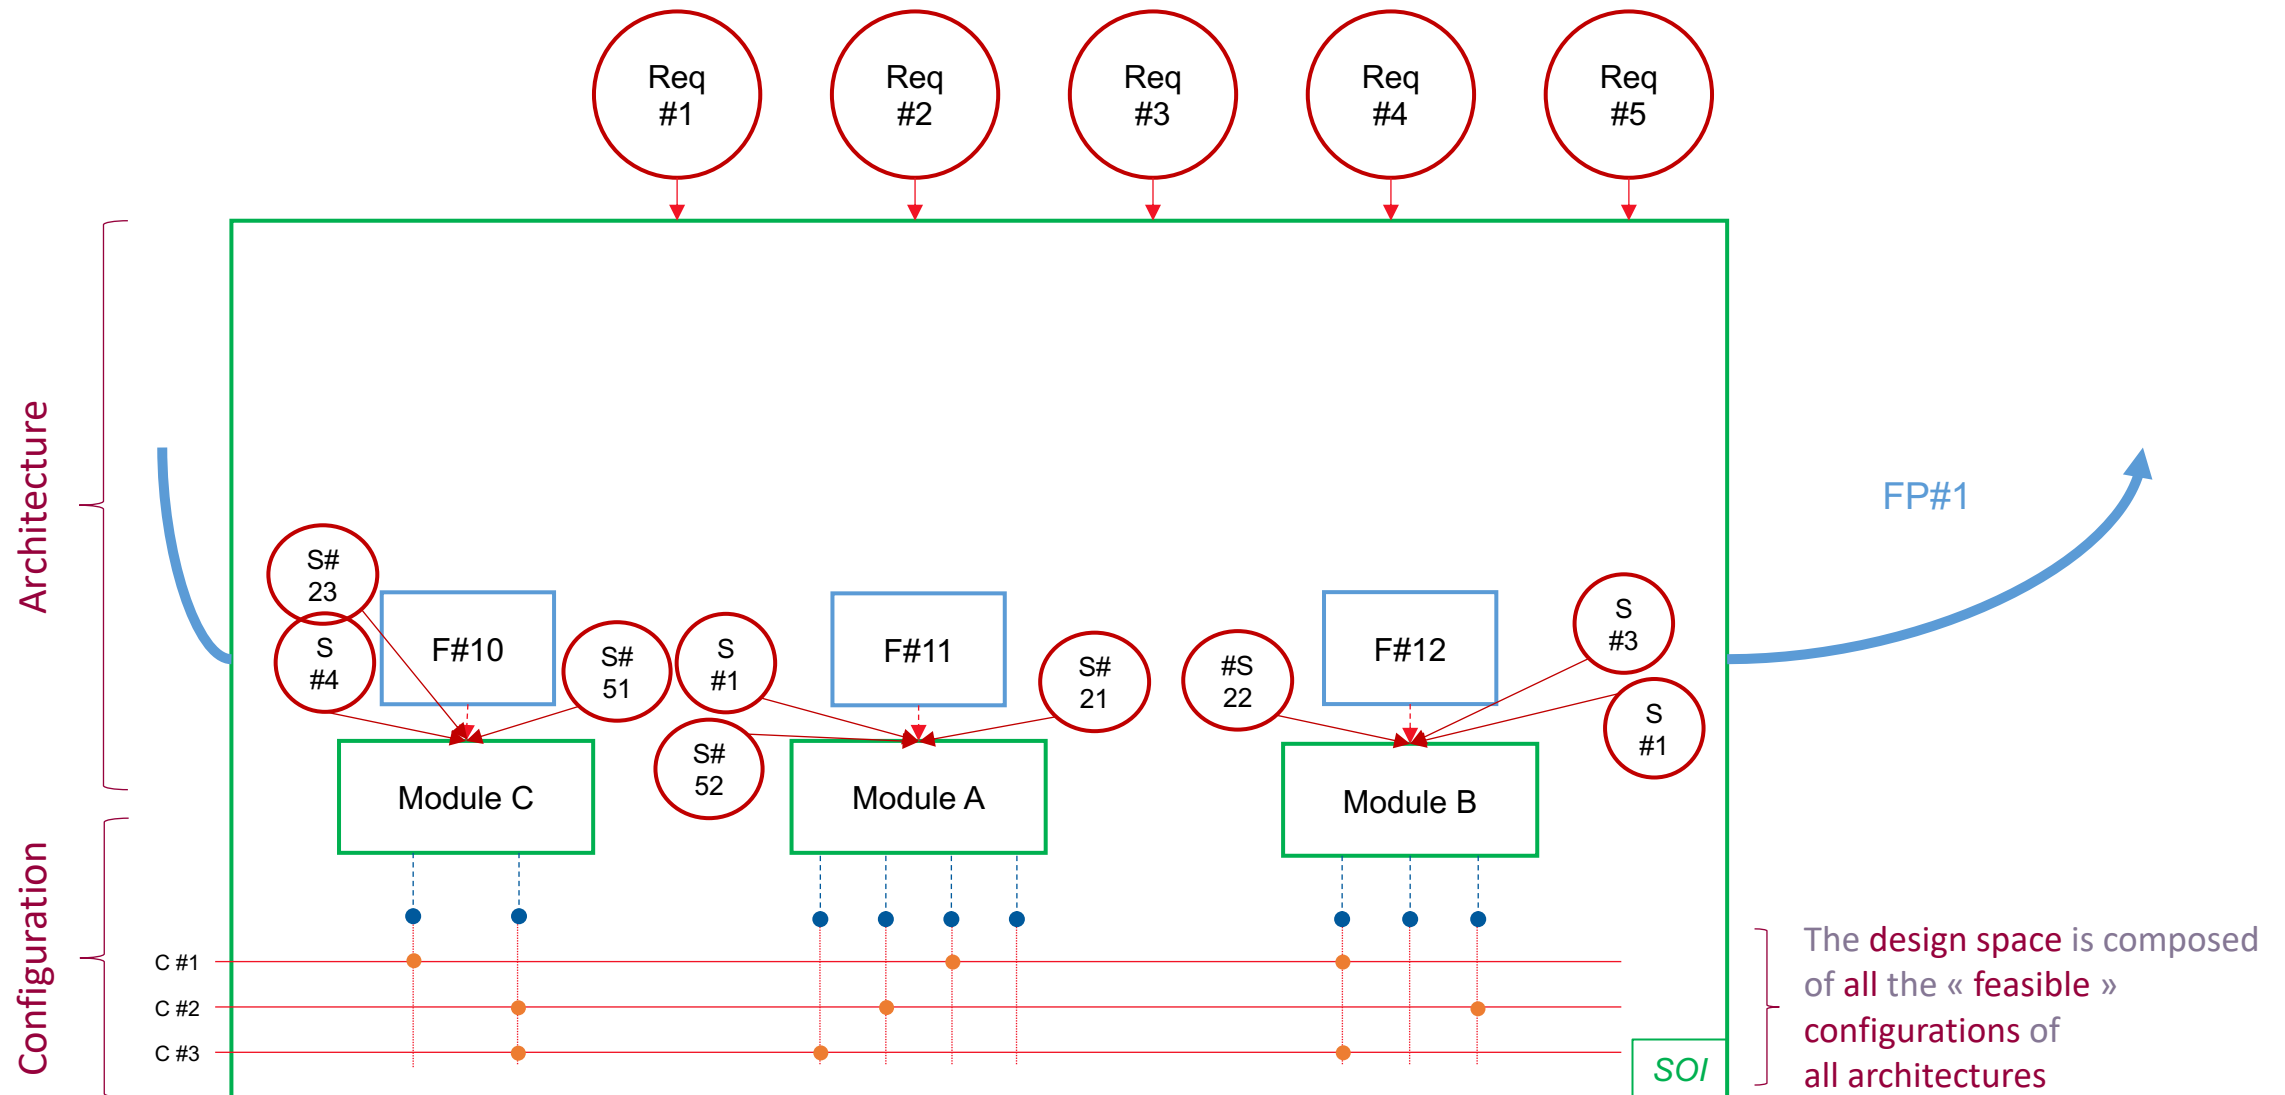 Req
#1
Req
#2
Req
#3
Req
#4
Req
#5
Architecture
FP#1
S#
23
S
#4
F#10
S#
51
S
#1
S#
52
F#11
S#
21
#S
22
F#12
S
#3
S
#1
Module C
Module A
Module B
Configuration
C #1
C #2
C #3
SOI
The design space is composed
of all the « feasible »
configurations of
all architectures